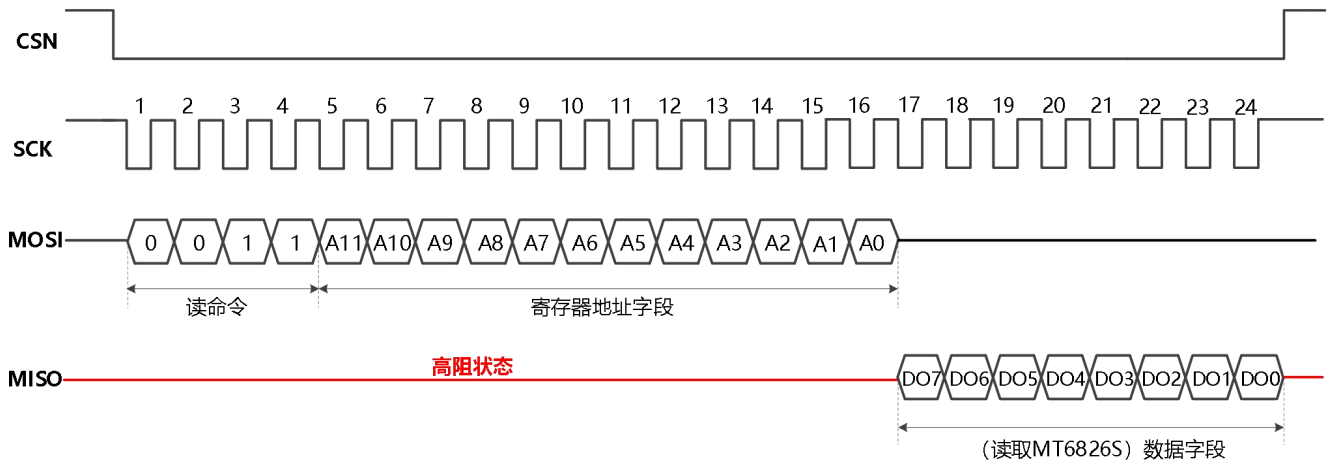 CSN
1 2 3 4 5 6 7 8 9 10 11 12 13 14 15 16 17 18 19 20 21 22 23 24
SCK
MOSI 0 0 1 1 A11 A10 A9 A8 A7 A6 A5 A4 A3 A2 A1 A0
读命令 寄存器地址字段
高阻状态
MISO DO7 DO6 DO5 DO4 DO3 DO2 DO1 DO0
（读取MT6826S）数据字段